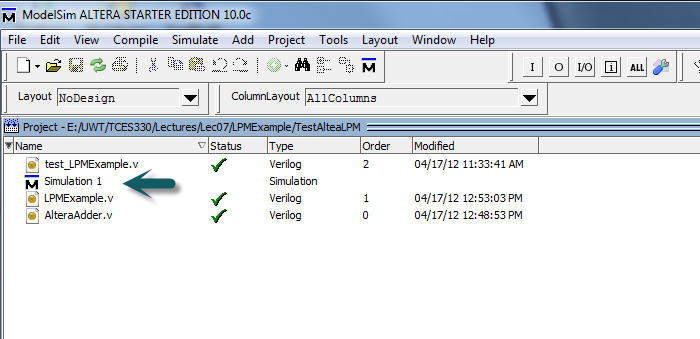 ModelSim ALTERA STARTER EDITION 10.0c
File Edit View Compile Simulate Add Project Tools Layout Window Help
I O I/O i ALL M
Layout NoDesign ColumnLayout AllColumns
Project - E:/UWT/TCES330/Lectures/Lec07/LPMExample/TestAlteaLPM
Name Status Type Order Modified
test_LPMExample.v Verilog 2 04/17/12 11:33:41 AM
Simulation 1 Simulation
LPMExample.v Verilog 1 04/17/12 12:53:03 PM
AlteraAdder.v Verilog 0 04/17/12 12:48:53 PM